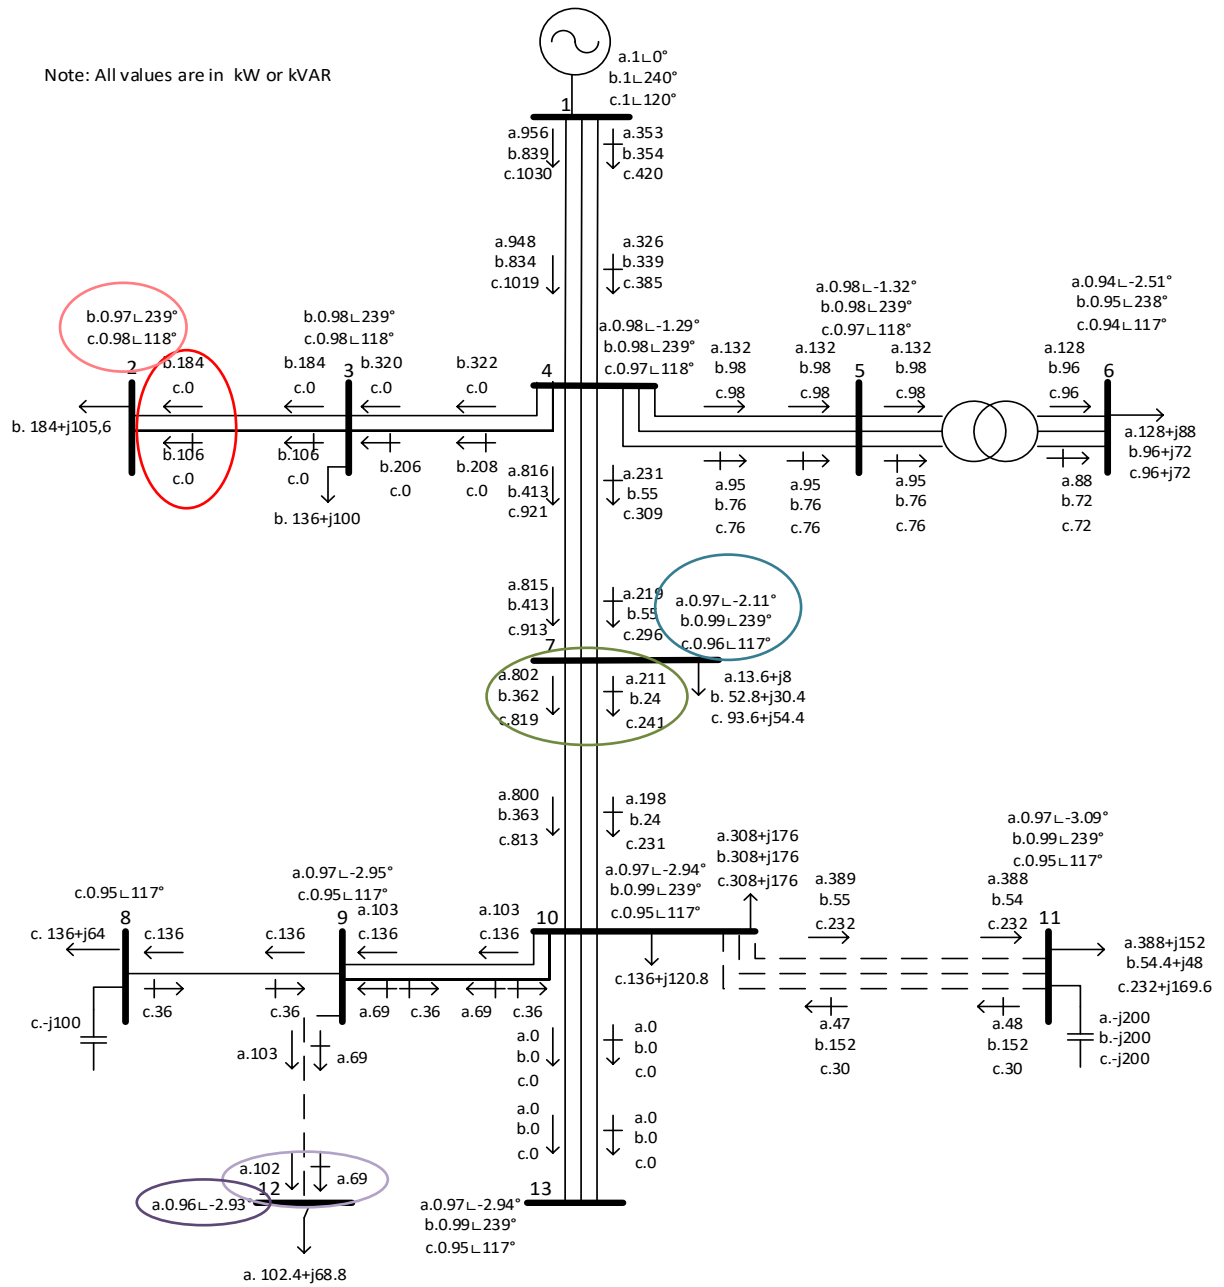 a.1∟0°
Note: All values are in kW or kVAR
b.1∟240°
c.1∟120°
1
a.956
b.839
c.1030
a.353
b.354
c.420
a.948
b.834
c.1019
a.326
b.339
c.385
b.0.97∟239°
c.0.98∟118°
2
b.184
c.0
b.106
c.0
b. 184+j105,6
b.0.98∟239°
c.0.98∟118°
b.184
c.0
3
b.320
c.0
b.322
c.0
b.106
c.0
b.206
c.0
b.208
c.0
b. 136+j100
4
a.0.98∟-1.29°
b.0.98∟239°
c.0.97∟118°
a.132
b.98
c.98
a.132
b.98
c.98
a.0.98∟-1.32°
b.0.98∟239°
c.0.97∟118°
5
a.132
b.98
c.98
a.95
b.76
c.76
a.95
b.76
c.76
a.95
b.76
c.76
a.0.94∟-2.51°
b.0.95∟238°
c.0.94∟117°
a.128
b.96
c.96
6
a.128+j88
b.96+j72
c.96+j72
a.88
b.72
c.72
a.816
b.413
c.921
a.231
b.55
c.309
a.815
b.413
c.913
a.219
b.55
c.296
a.0.97∟-2.11°
b.0.99∟239°
c.0.96∟117°
7
a.802
b.362
c.819
a.211
b.24
c.241
a.13.6+j8
b. 52.8+j30.4
c. 93.6+j54.4
a.800
b.363
c.813
a.198
b.24
c.231
a.308+j176
b.308+j176
c.308+j176
a.0.97∟-2.94°
b.0.99∟239°
c.0.95∟117°
10
c.136+j120.8
a.389
b.55
c.232
a.0.97∟-3.09°
b.0.99∟239°
c.0.95∟117°
a.388
b.54
c.232
11
a.388+j152
b.54.4+j48
c.232+j169.6
a.47
b.152
c.30
a.48
b.152
c.30
a.-j200
b.-j200
c.-j200
c.0.95∟117°
8
c. 136+j64
c.136
c.136
c.36
c.36
c.-j100
a.0.97∟-2.95°
c.0.95∟117°
9
a.103
c.136
a.103
c.136
a.69
c.36
a.69
c.36
a.103
a.69
a.0
b.0
c.0
a.0
b.0
c.0
a.0
b.0
c.0
a.0
b.0
c.0
a.102
a.69
12
a.0.96∟-2.93°
a. 102.4+j68.8
13
a.0.97∟-2.94°
b.0.99∟239°
c.0.95∟117°